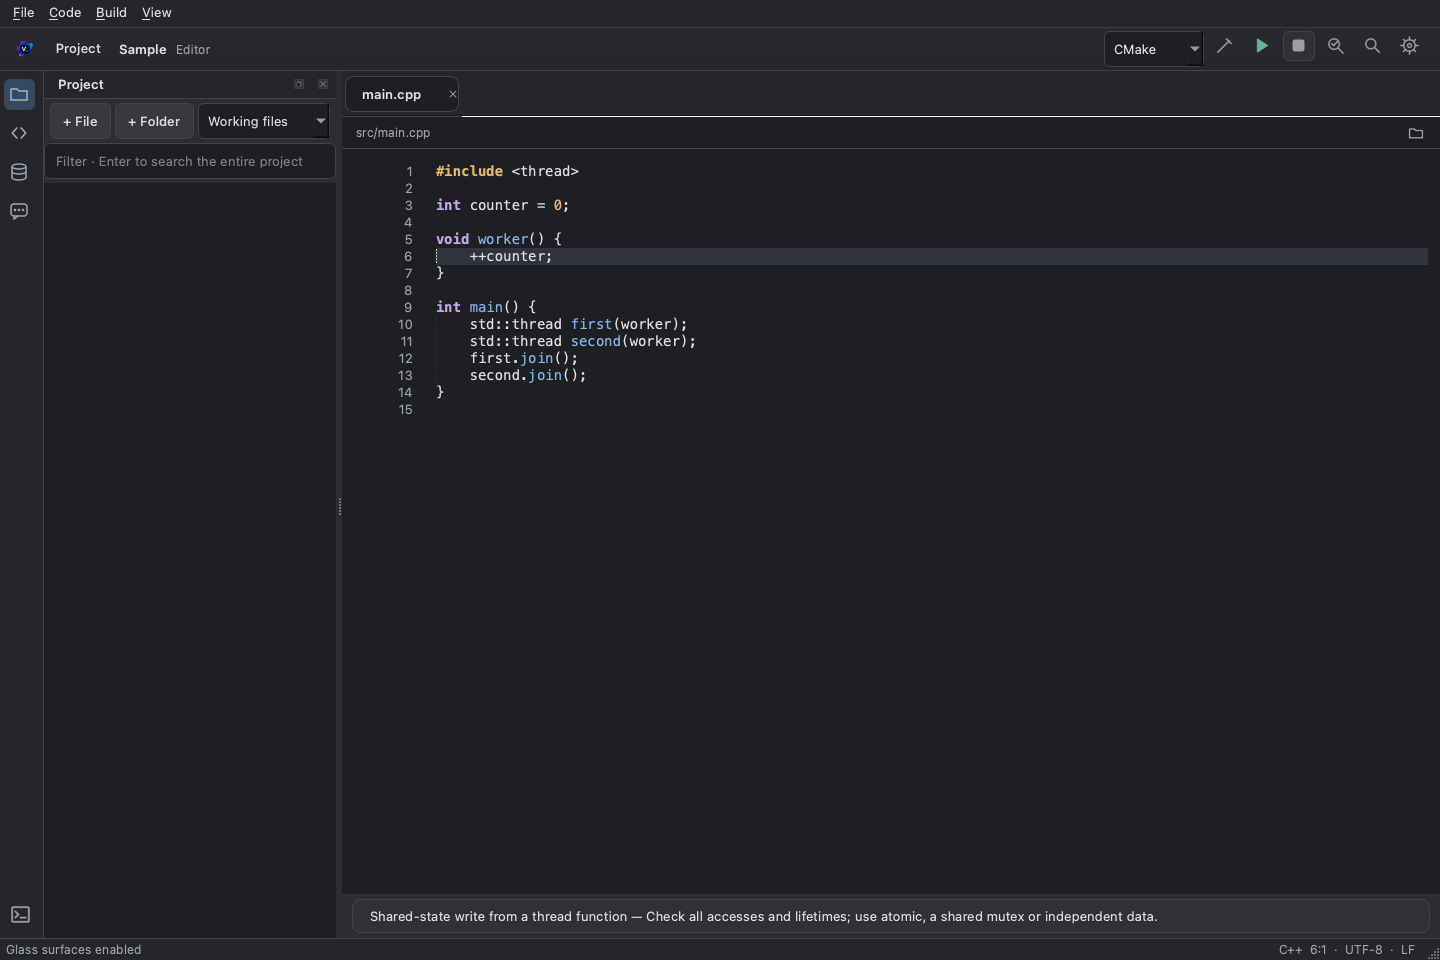 File Code Build View
Project Sample Editor CMake
Project
+ File + Folder Working files
Filter · Enter to search the entire project
main.cpp
src/main.cpp
1 #include <thread>
2
3 int counter = 0;
4
5 void worker() {
6     ++counter;
7 }
8
9 int main() {
10     std::thread first(worker);
11     std::thread second(worker);
12     first.join();
13     second.join();
14 }
15
Shared-state write from a thread function — Check all accesses and lifetimes; use atomic, a shared mutex or independent data.
Glass surfaces enabled C++ 6:1 · UTF-8 · LF